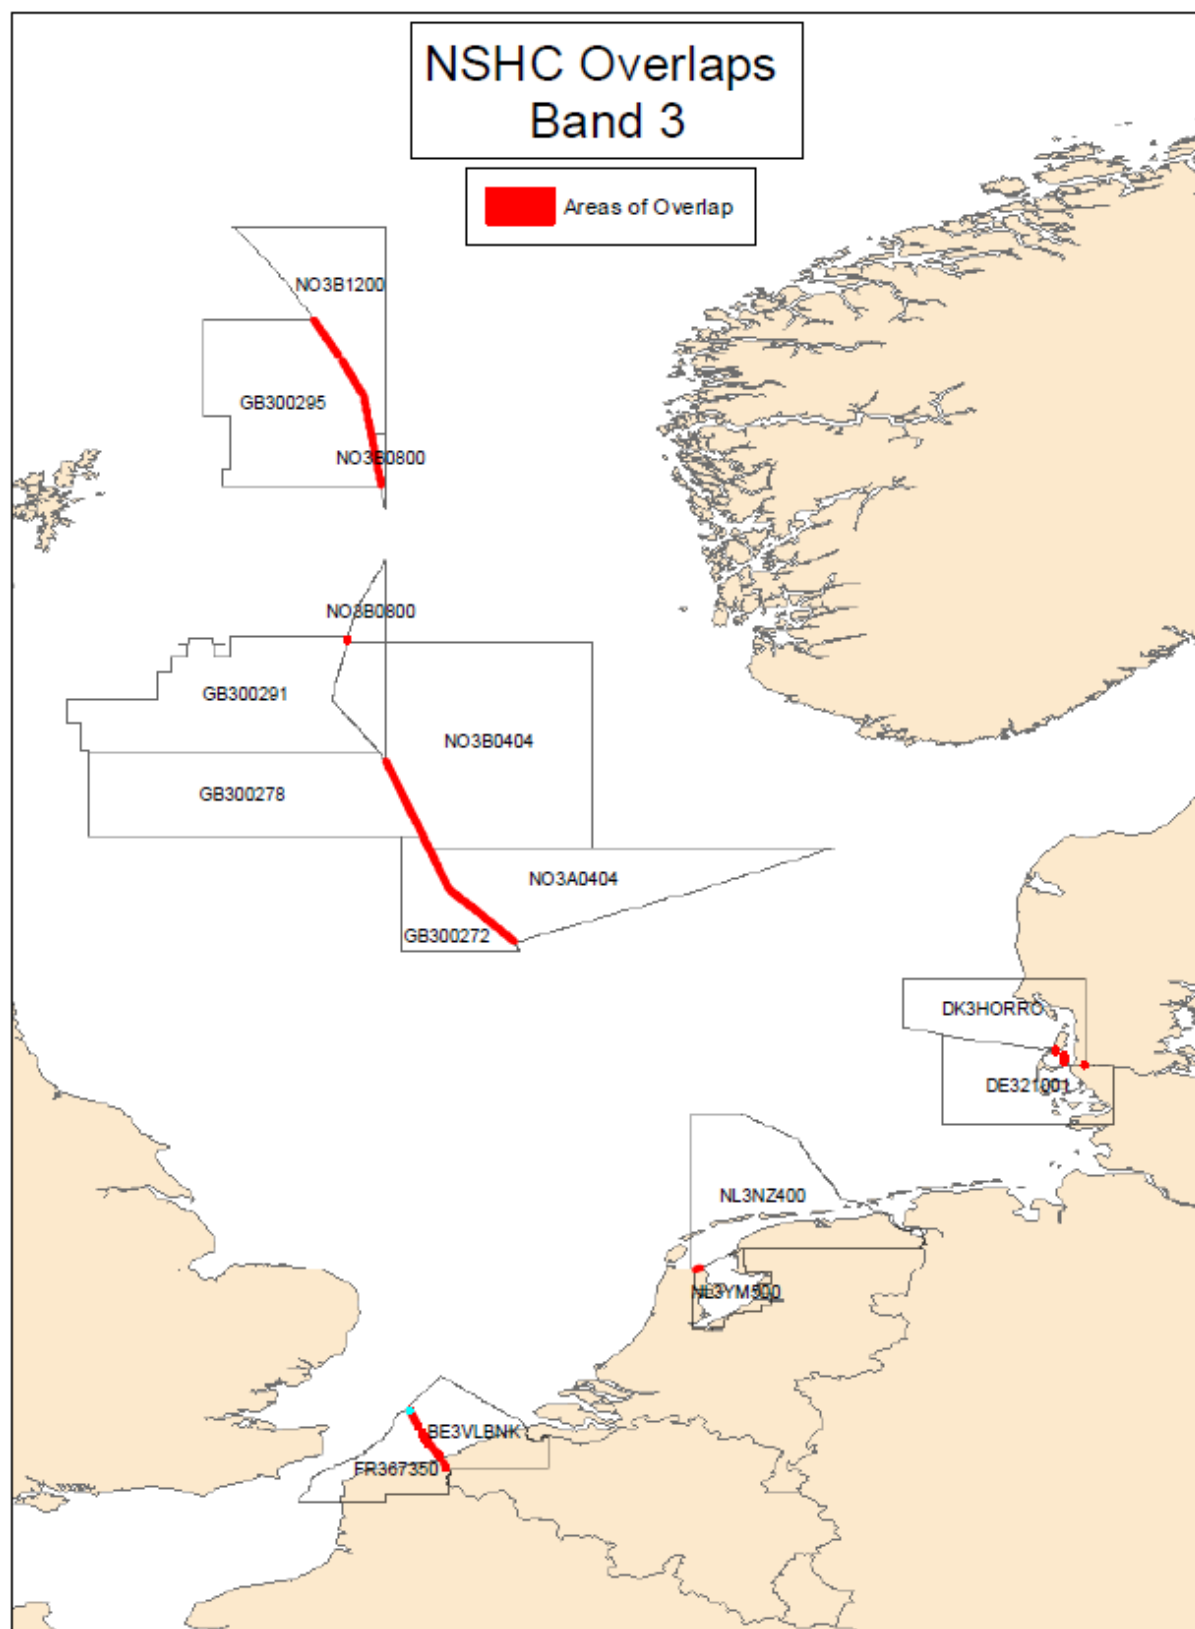 NSHC Overlaps
Band 3
Areas of Overlap
NO3B1200
GB300295
NO3B0800
NO3B0800
GB300291
NO3B0404
GB300278
NO3A0404
GB300272
DK3HORRO
DE321001
NL3NZ400
NL3YM500
BE3VLBNK
FR367350